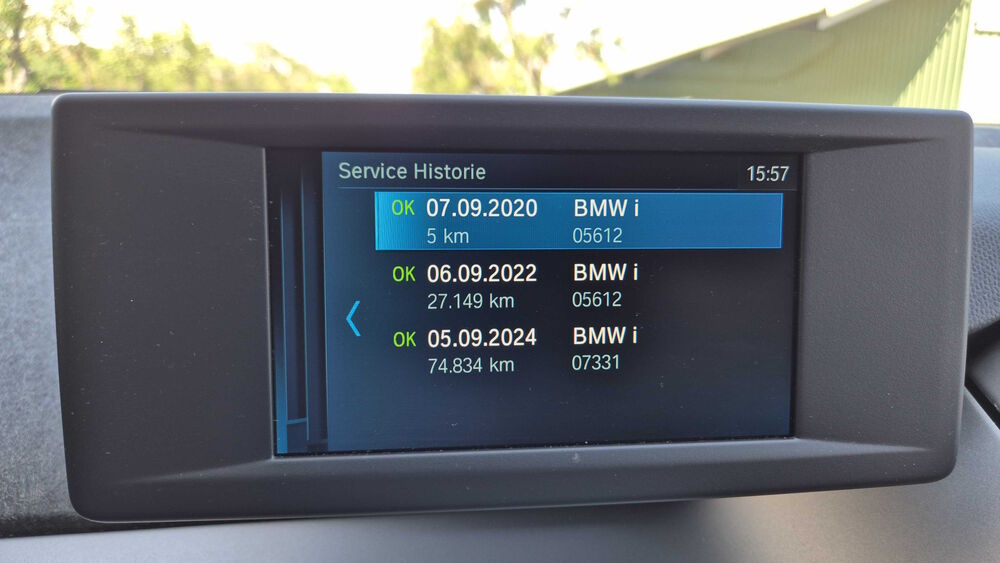 Service Historie 15:57
OK 07.09.2020 BMW i
5 km 05612
OK 06.09.2022 BMW i
27.149 km 05612
OK 05.09.2024 BMW i
74.834 km 07331